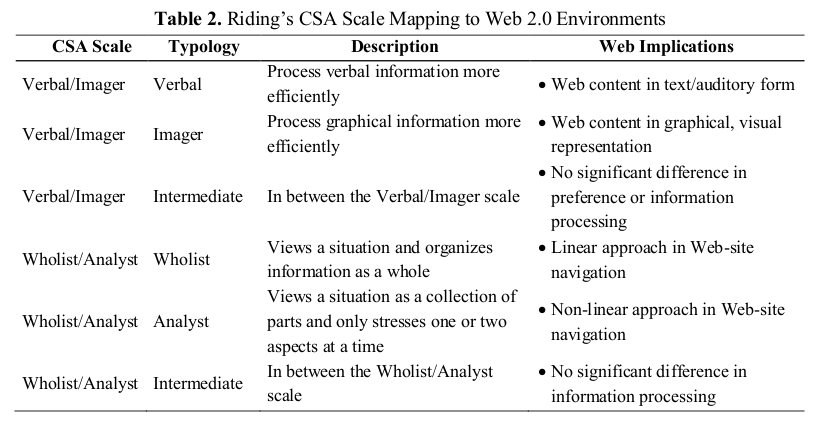 Table 2. Riding's CSA Scale Mapping to Web 2.0 Environments
CSA Scale Typology Description Web Implications
Verbal/Imager Verbal Process verbal information more efficiently • Web content in text/auditory form
Verbal/Imager Imager Process graphical information more efficiently • Web content in graphical, visual representation
Verbal/Imager Intermediate In between the Verbal/Imager scale • No significant difference in preference or information processing
Wholist/Analyst Wholist Views a situation and organizes information as a whole • Linear approach in Web-site navigation
Wholist/Analyst Analyst Views a situation as a collection of parts and only stresses one or two aspects at a time • Non-linear approach in Web-site navigation
Wholist/Analyst Intermediate In between the Wholist/Analyst scale • No significant difference in information processing